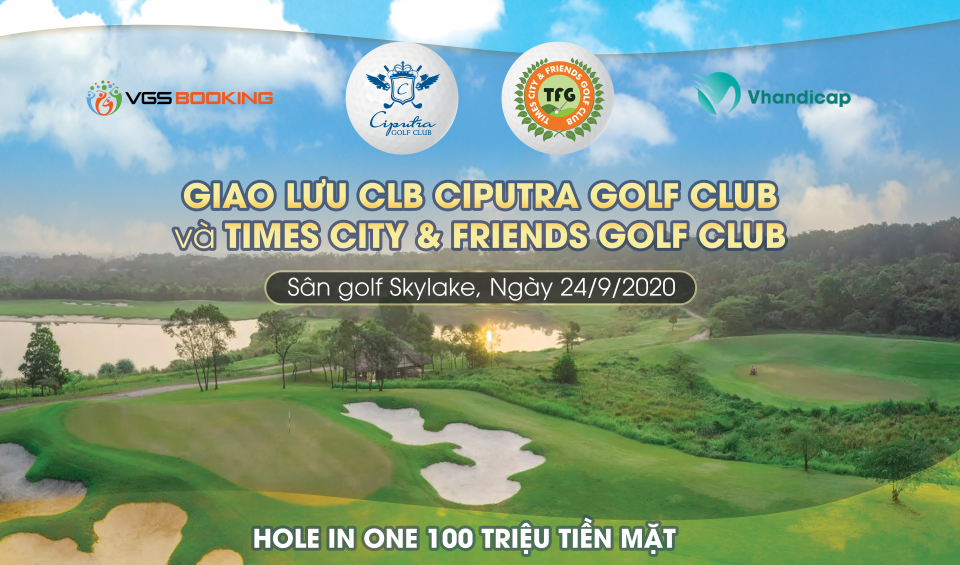 VGS BOOKING
C
Ciputra
GOLF CLUB
TIMES CITY & FRIENDS GOLF CLUB
TFG
Vhandicap
GIAO LƯU CLB CIPUTRA GOLF CLUB
và TIMES CITY & FRIENDS GOLF CLUB
Sân golf Skylake, Ngày 24/9/2020
HOLE IN ONE 100 TRIỆU TIỀN MẶT